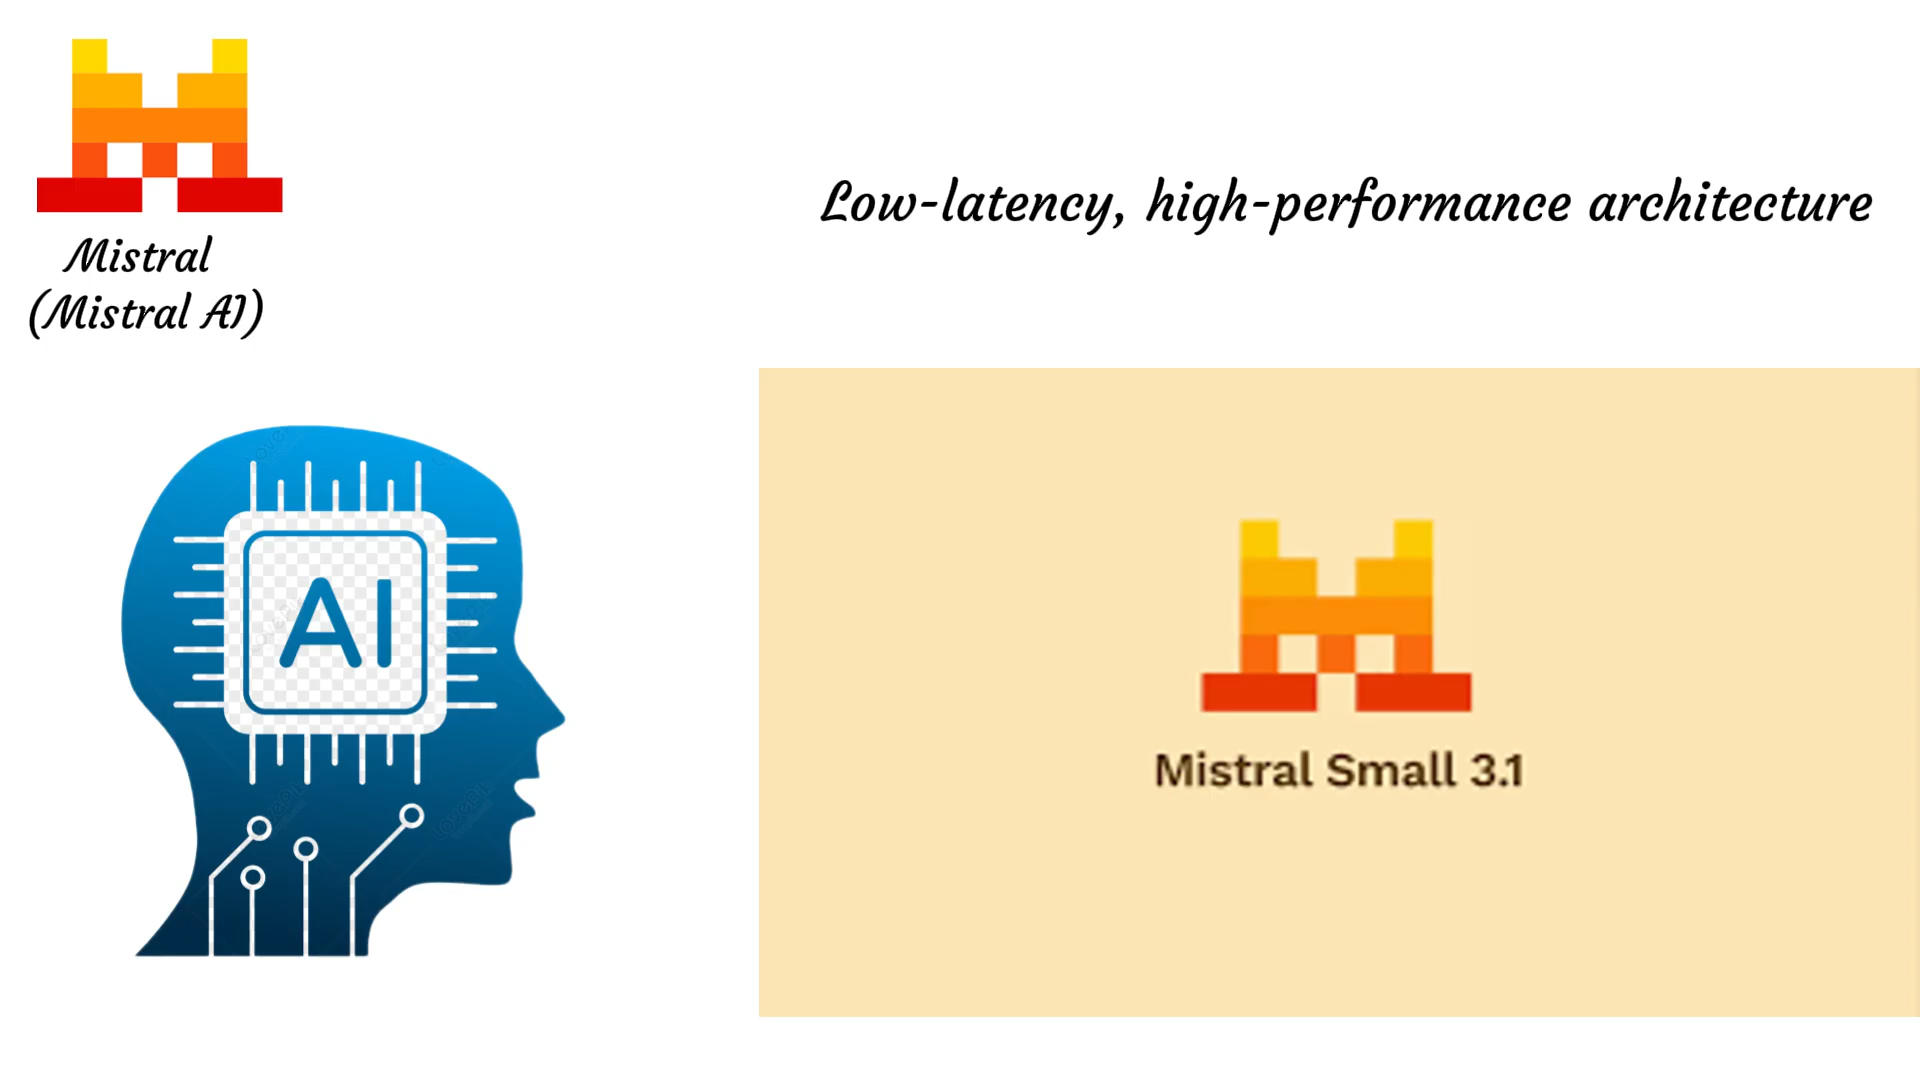 Mistral
(Mistral AI)
Low-latency, high-performance architecture
AI
Mistral Small 3.1